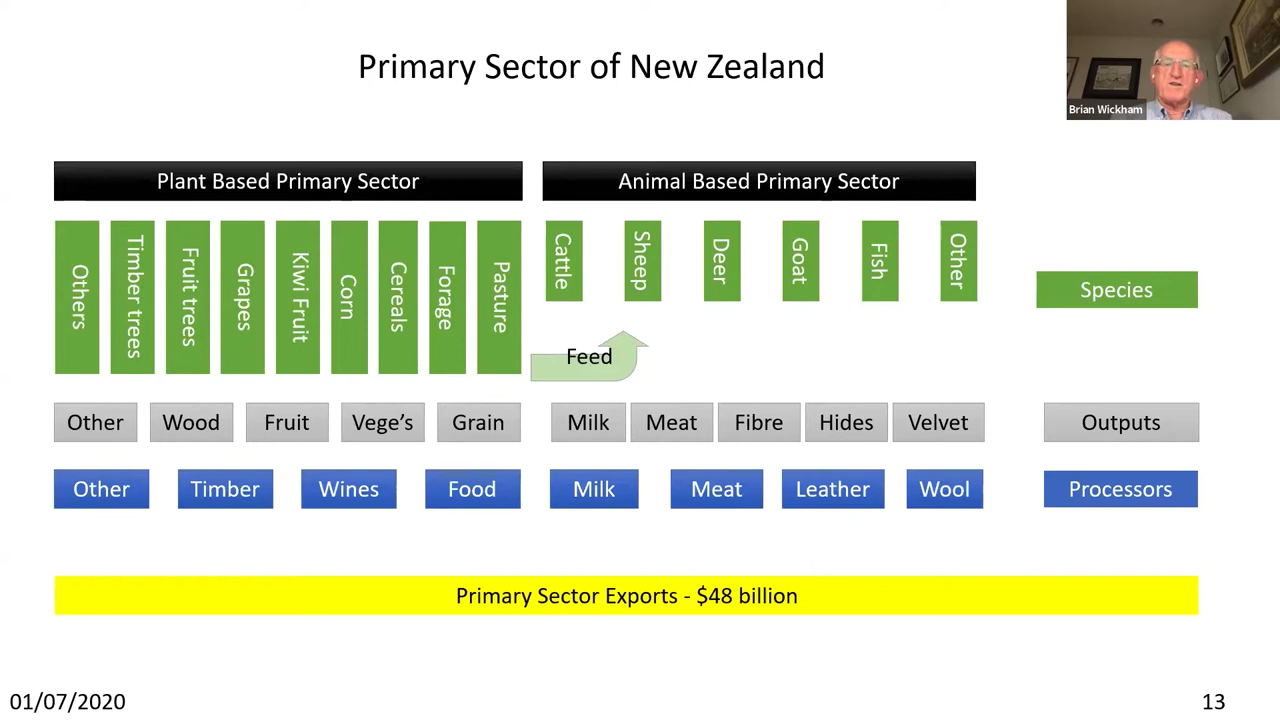 Primary Sector of New Zealand
Brian Wickham
Plant Based Primary Sector
Animal Based Primary Sector
Others
Timber trees
Fruit trees
Grapes
Kiwi Fruit
Corn
Cereals
Forage
Pasture
Cattle
Sheep
Deer
Goat
Fish
Other
Species
Feed
Other
Wood
Fruit
Vege's
Grain
Milk
Meat
Fibre
Hides
Velvet
Outputs
Other
Timber
Wines
Food
Milk
Meat
Leather
Wool
Processors
Primary Sector Exports - $48 billion
01/07/2020
13